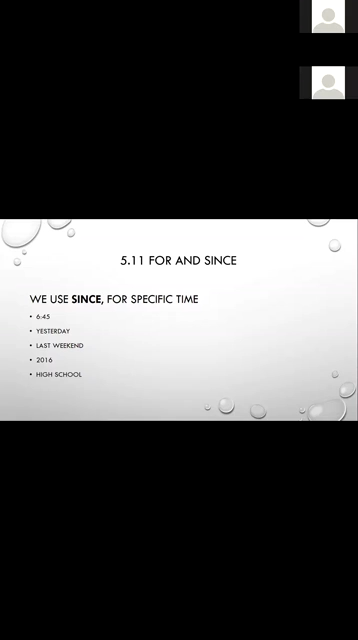 5.11 FOR AND SINCE
WE USE SINCE, FOR SPECIFIC TIME
• 6:45
• YESTERDAY
• LAST WEEKEND
• 2016
• HIGH SCHOOL